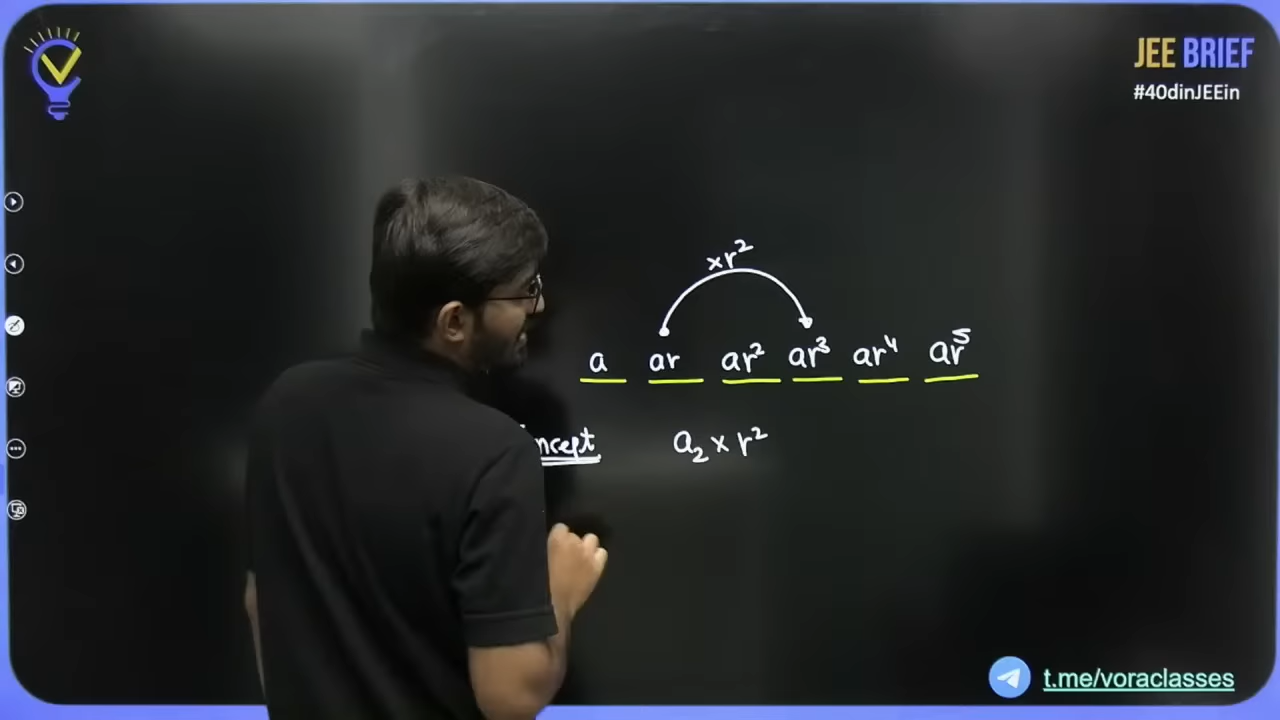 JEE BRIEF
#40dinJEEin
×r²
a ar ar² ar³ ar⁴ ar⁵
ncept a₂ × r²
t.me/voraclasses